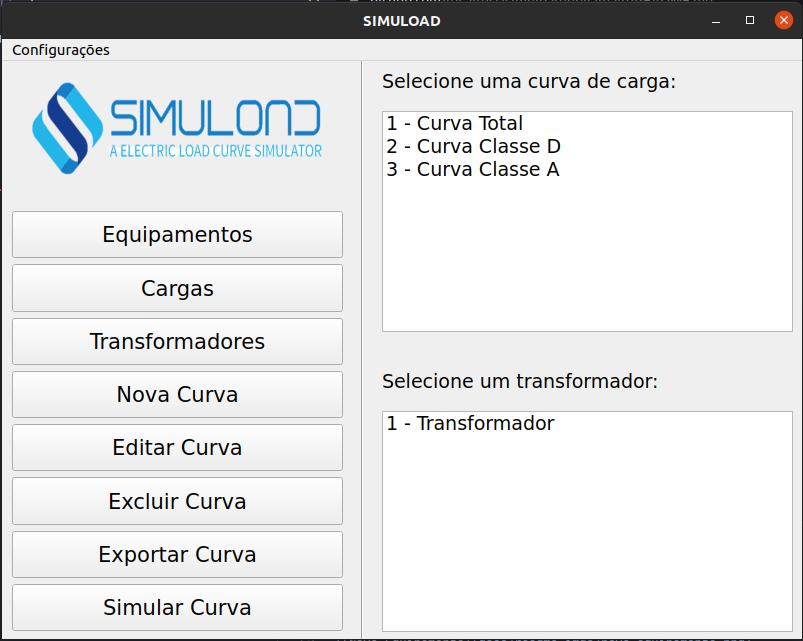 SIMULOAD
Configurações
SIMULOAD
A ELECTRIC LOAD CURVE SIMULATOR
Equipamentos
Cargas
Transformadores
Nova Curva
Editar Curva
Excluir Curva
Exportar Curva
Simular Curva
Selecione uma curva de carga:
1 - Curva Total
2 - Curva Classe D
3 - Curva Classe A
Selecione um transformador:
1 - Transformador